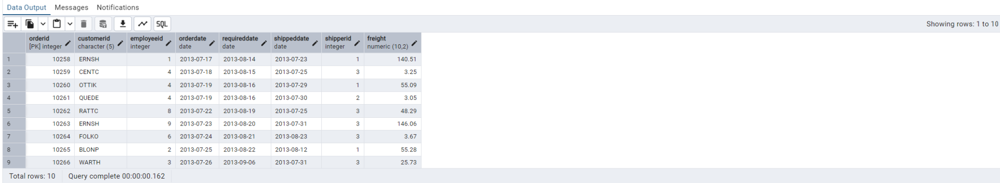 Data Output Messages Notifications
SQL Showing rows: 1 to 10
orderid customerid employeeid orderdate requireddate shippeddate shipperid freight
[PK] integer character (5) integer date date date integer numeric (10,2)
1 10258 ERNSH 1 2013-07-17 2013-08-14 2013-07-23 1 140.51
2 10259 CENTC 4 2013-07-18 2013-08-15 2013-07-25 3 3.25
3 10260 OTTIK 4 2013-07-19 2013-08-16 2013-07-29 1 55.09
4 10261 QUEDE 4 2013-07-19 2013-08-16 2013-07-30 2 3.05
5 10262 RATTC 8 2013-07-22 2013-08-19 2013-07-25 3 48.29
6 10263 ERNSH 9 2013-07-23 2013-08-20 2013-07-31 3 146.06
7 10264 FOLKO 6 2013-07-24 2013-08-21 2013-08-23 3 3.67
8 10265 BLONP 2 2013-07-25 2013-08-22 2013-08-12 1 55.28
9 10266 WARTH 3 2013-07-26 2013-09-06 2013-07-31 3 25.73
Total rows: 10 Query complete 00:00:00.162